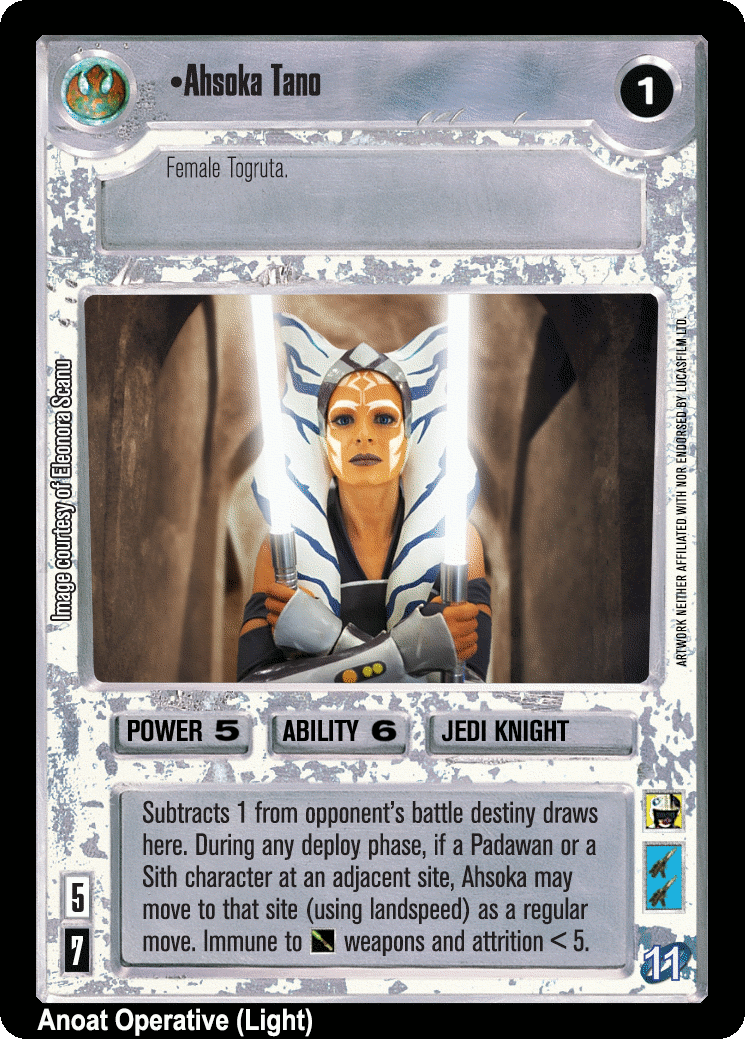 •Ahsoka Tano
1
Female Togruta.
Image courtesy of Eleonora Scanu
ARTWORK NEITHER AFFILIATED WITH NOR ENDORSED BY LUCASFILM LTD.
POWER 5
ABILITY 6
JEDI KNIGHT
Subtracts 1 from opponent's battle destiny draws
here. During any deploy phase, if a Padawan or a
Sith character at an adjacent site, Ahsoka may
move to that site (using landspeed) as a regular
move. Immune to weapons and attrition < 5.
5
7
11
Anoat Operative (Light)